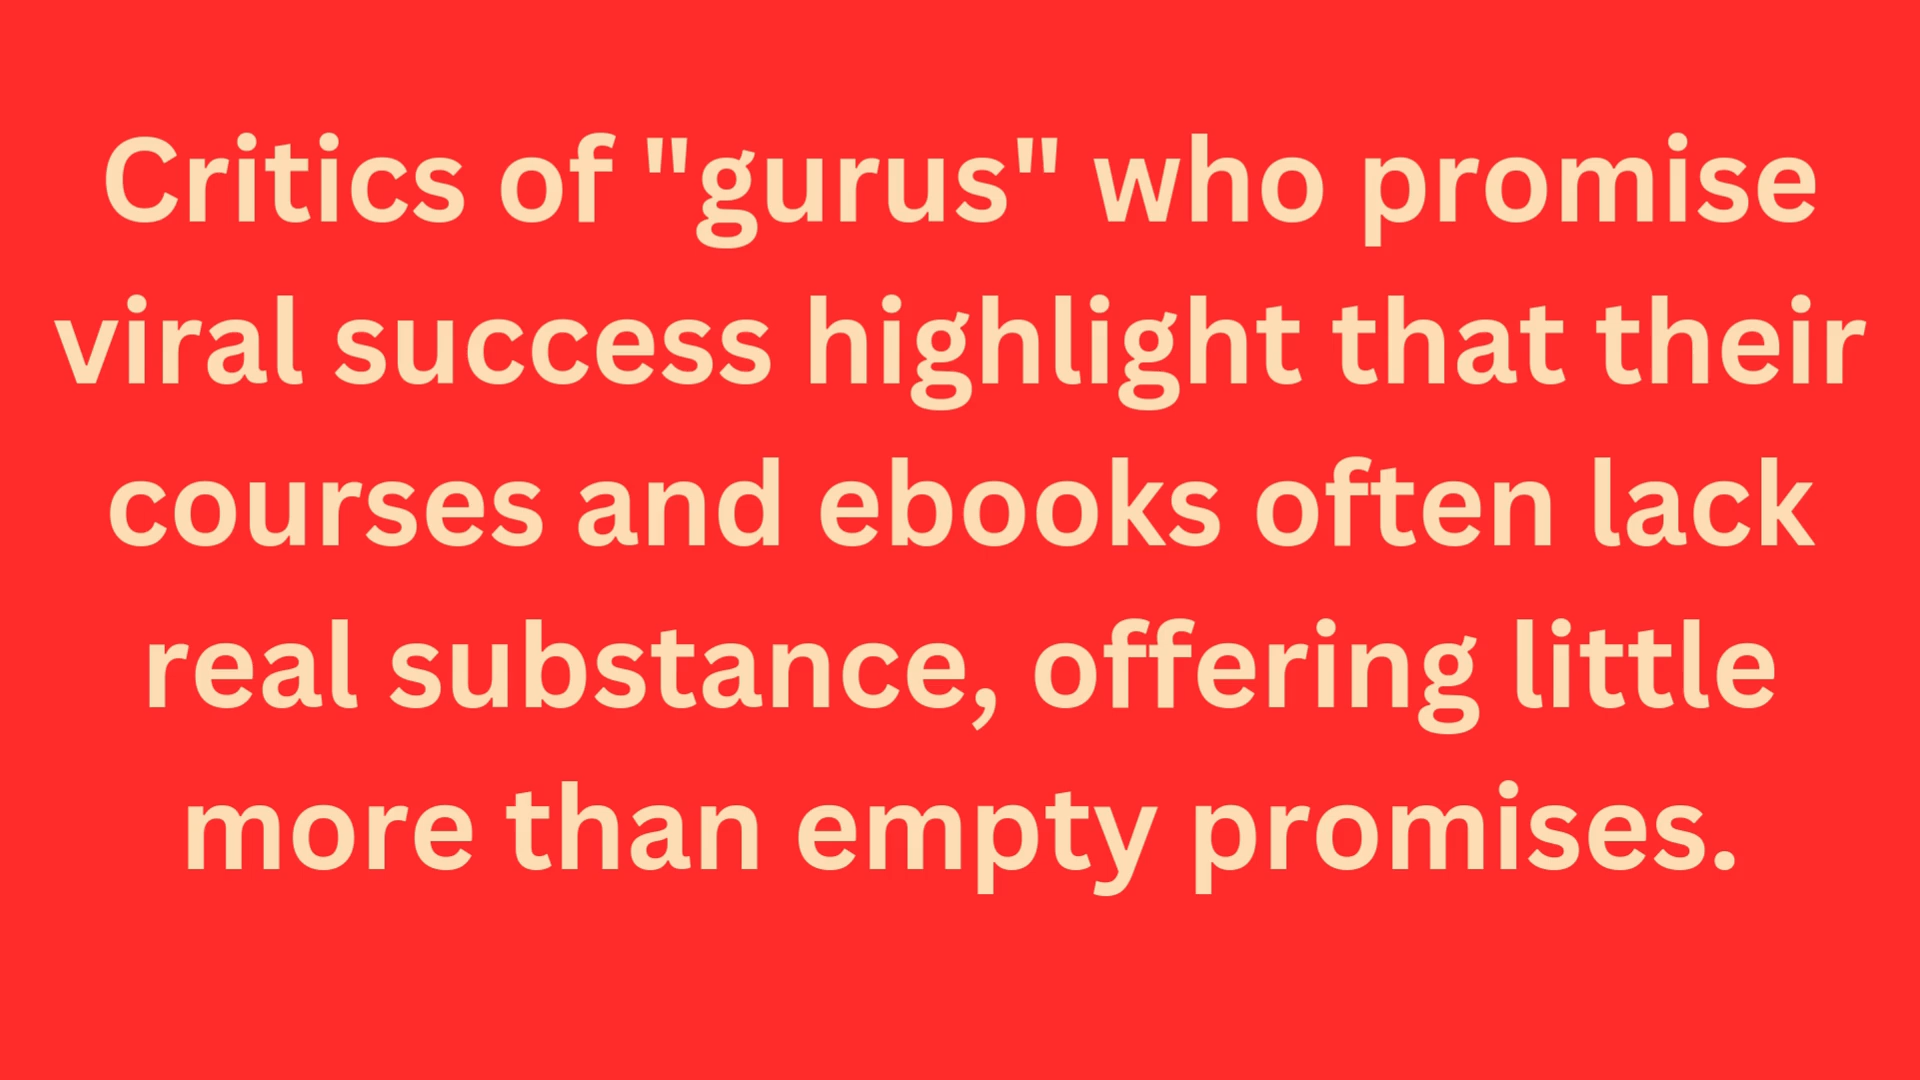 Critics of "gurus" who promise
viral success highlight that their
courses and ebooks often lack
real substance, offering little
more than empty promises.